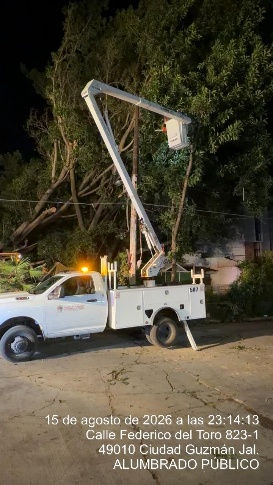 15 de agosto de 2026 a las 23:14:13
Calle Federico del Toro 823-1
49010 Ciudad Guzmán Jal.
ALUMBRADO PÚBLICO